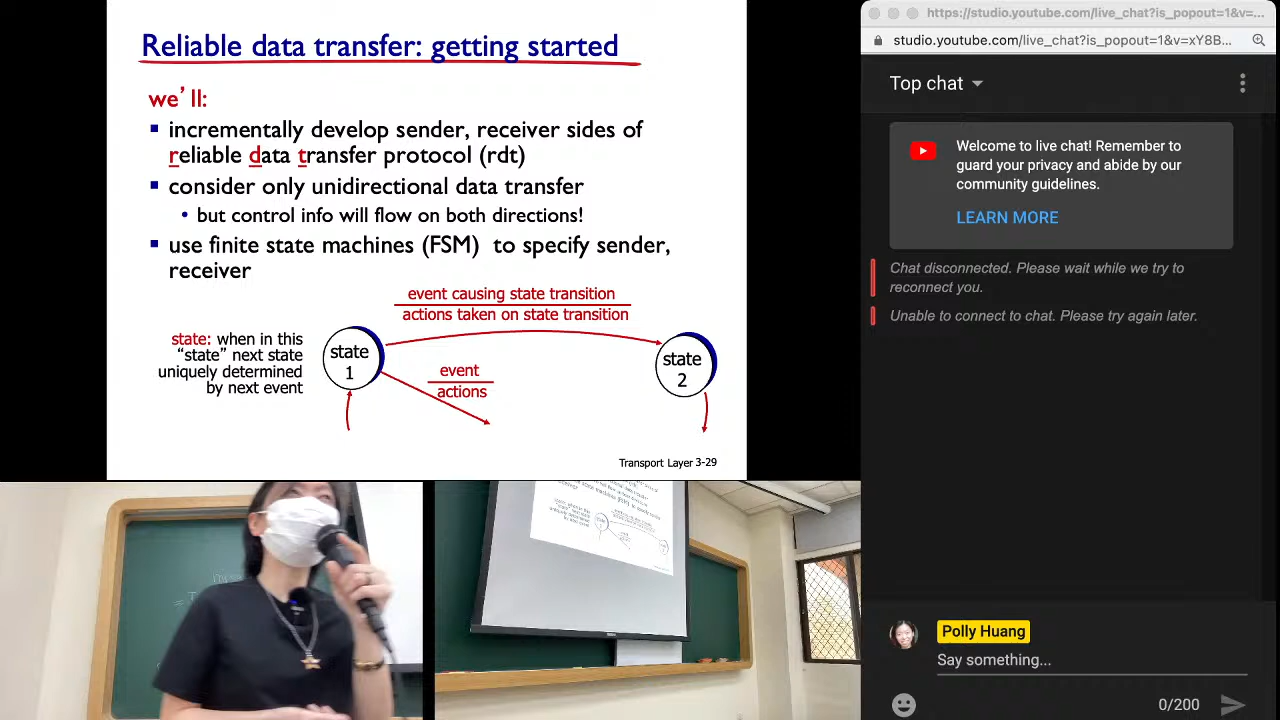 Reliable data transfer: getting started
we’ll:
incrementally develop sender, receiver sides of
reliable data transfer protocol (rdt)
consider only unidirectional data transfer
but control info will flow on both directions!
use finite state machines (FSM) to specify sender,
receiver
event causing state transition
actions taken on state transition
state: when in this
“state” next state
uniquely determined
by next event
state
1
event
actions
state
2
Transport Layer 3-29
https://studio.youtube.com/live_chat?is_popout=1&v=...
studio.youtube.com/live_chat?is_popout=1&v=xY8B...
Top chat
Welcome to live chat! Remember to
guard your privacy and abide by our
community guidelines.
LEARN MORE
Chat disconnected. Please wait while we try to
reconnect you.
Unable to connect to chat. Please try again later.
Polly Huang
Say something...
0/200